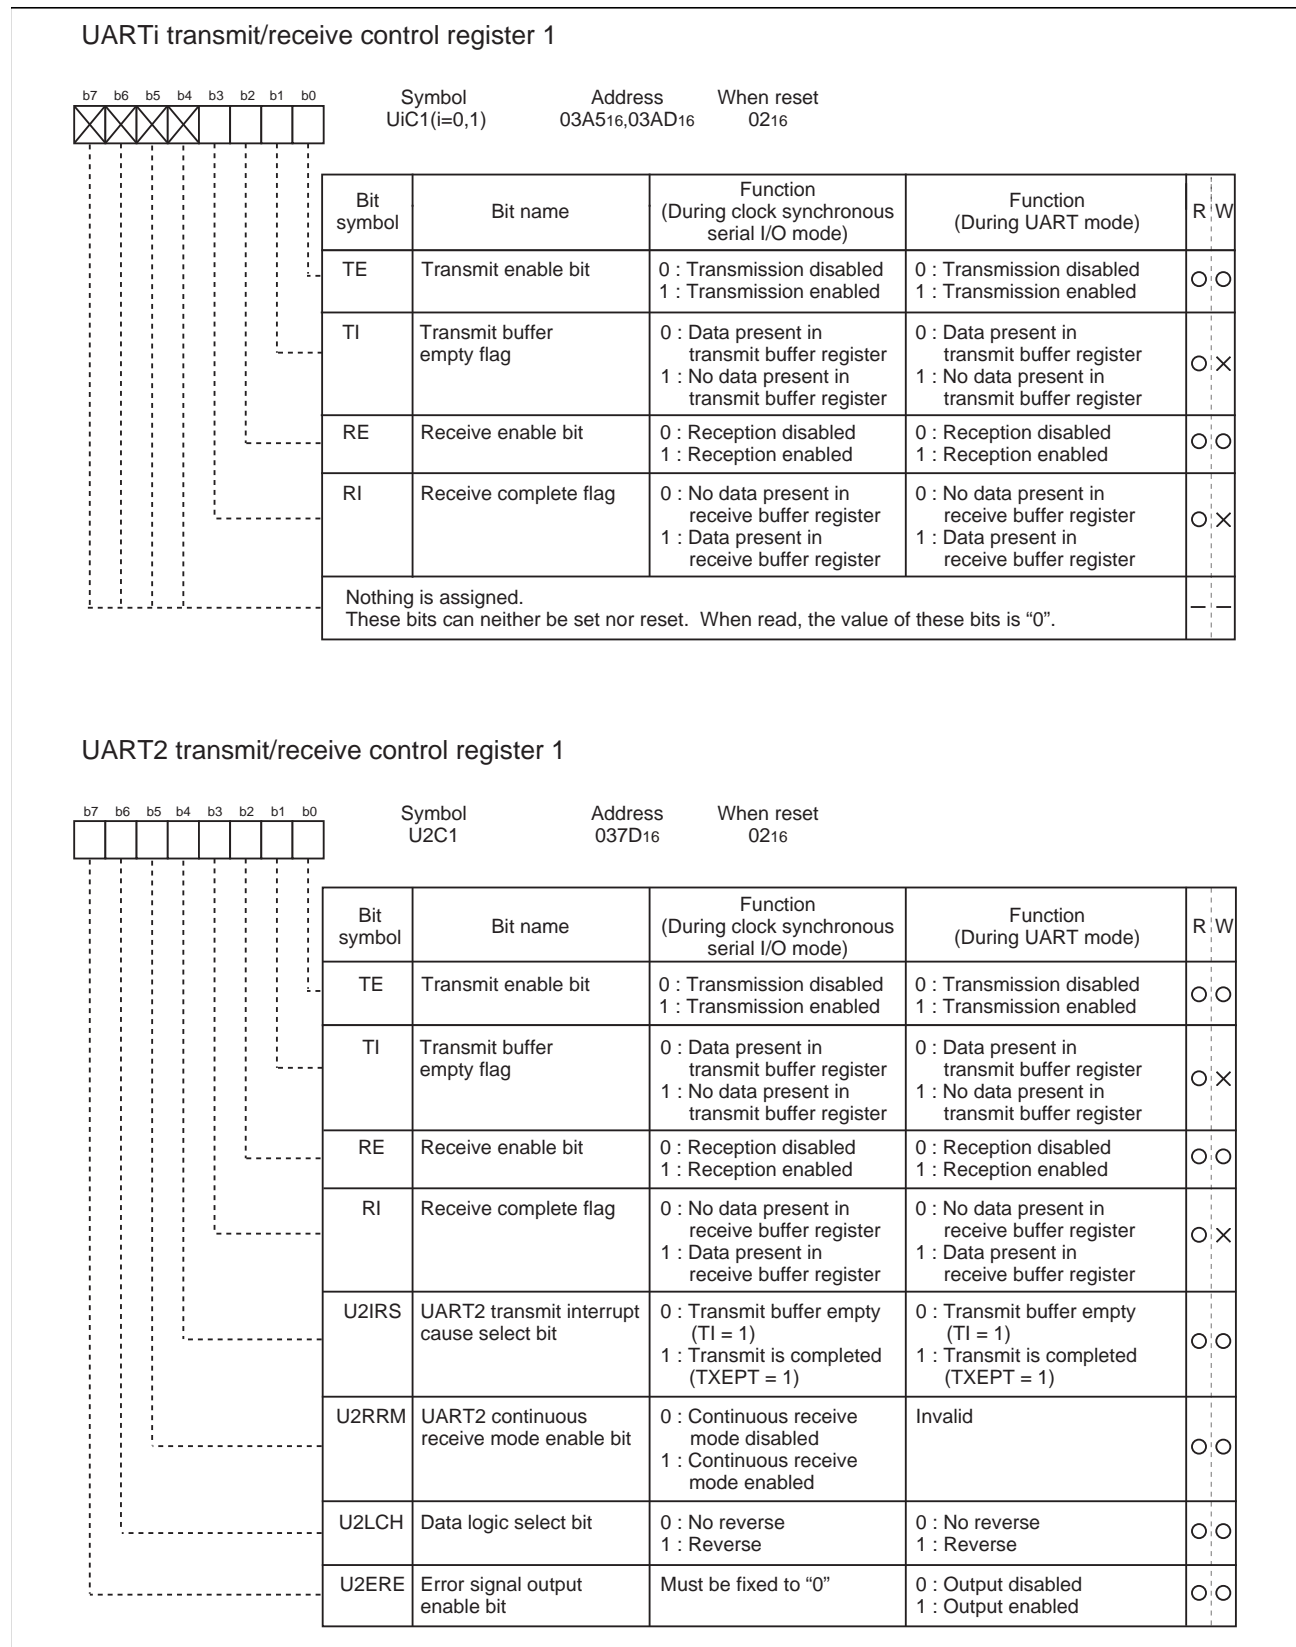 UARTi transmit/receive control register 1
b7 b6 b5 b4 b3 b2 b1 b0
Symbol Address When reset
UiC1(i=0,1) 03A516,03AD 16 0216
Bit symbol Bit name Function (During clock synchronous serial I/O mode) Function (During UART mode) R W
TE Transmit enable bit 0 : Transmission disabled 0 : Transmission disabled
1 : Transmission enabled 1 : Transmission enabled
TI Transmit buffer 0 : Data present in 0 : Data present in
empty flag transmit buffer register transmit buffer register
1 : No data present in 1 : No data present in
transmit buffer register transmit buffer register
RE Receive enable bit 0 : Reception disabled 0 : Reception disabled
1 : Reception enabled 1 : Reception enabled
RI Receive complete flag 0 : No data present in 0 : No data present in
receive buffer register receive buffer register
1 : Data present in 1 : Data present in
receive buffer register receive buffer register
Nothing is assigned.
These bits can neither be set nor reset. When read, the value of these bits is “0”.
UART2 transmit/receive control register 1
b7 b6 b5 b4 b3 b2 b1 b0
Symbol Address When reset
U2C1 037D16 0216
Bit symbol Bit name Function (During clock synchronous serial I/O mode) Function (During UART mode) R W
TE Transmit enable bit 0 : Transmission disabled 0 : Transmission disabled
1 : Transmission enabled 1 : Transmission enabled
TI Transmit buffer 0 : Data present in 0 : Data present in
empty flag transmit buffer register transmit buffer register
1 : No data present in 1 : No data present in
transmit buffer register transmit buffer register
RE Receive enable bit 0 : Reception disabled 0 : Reception disabled
1 : Reception enabled 1 : Reception enabled
RI Receive complete flag 0 : No data present in 0 : No data present in
receive buffer register receive buffer register
1 : Data present in 1 : Data present in
receive buffer register receive buffer register
U2IRS UART2 transmit interrupt 0 : Transmit buffer empty 0 : Transmit buffer empty
cause select bit (TI = 1) (TI = 1)
1 : Transmit is completed 1 : Transmit is completed
(TXEPT = 1) (TXEPT = 1)
U2RRM UART2 continuous 0 : Continuous receive Invalid
receive mode enable bit mode disabled
1 : Continuous receive
mode enabled
U2LCH Data logic select bit 0 : No reverse 0 : No reverse
1 : Reverse 1 : Reverse
U2ERE Error signal output Must be fixed to “0” 0 : Output disabled
enable bit 1 : Output enabled